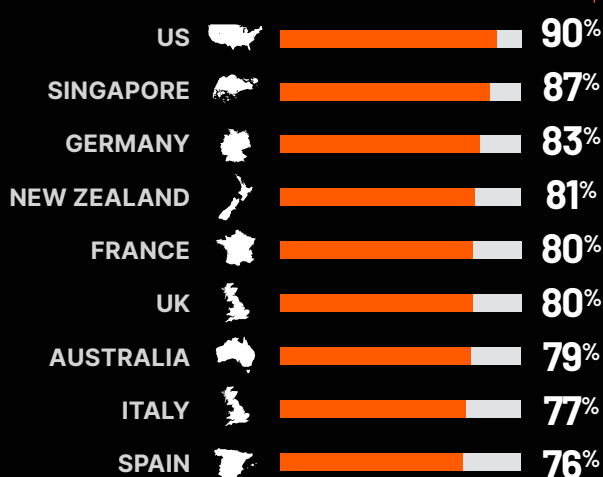 US 90%
SINGAPORE 87%
GERMANY 83%
NEW ZEALAND 81%
FRANCE 80%
UK 80%
AUSTRALIA 79%
ITALY 77%
SPAIN 76%